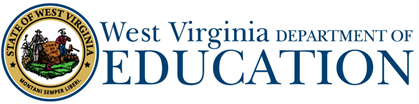 STATE OF WEST VIRGINIA
MONTANI SEMPER LIBERI.
West Virginia DEPARTMENT OF
EDUCATION